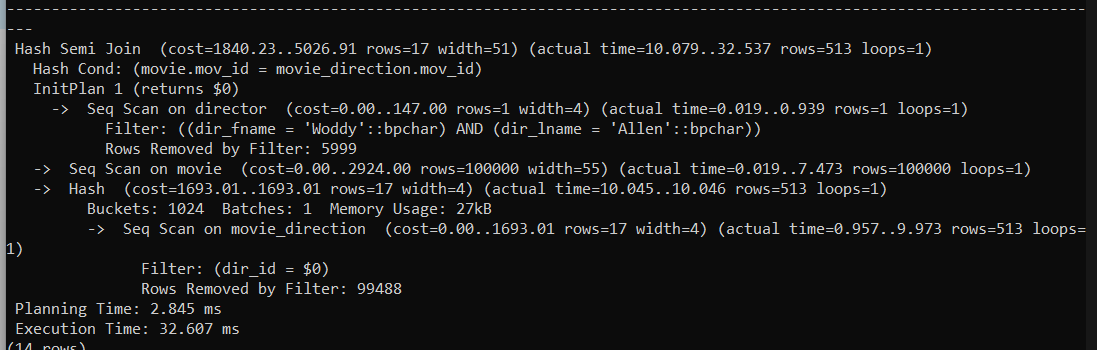 ------------------------------------------------------------------------------------------------------------------------
---
Hash Semi Join  (cost=1840.23..5026.91 rows=17 width=51) (actual time=10.079..32.537 rows=513 loops=1)
Hash Cond: (movie.mov_id = movie_direction.mov_id)
InitPlan 1 (returns $0)
->  Seq Scan on director  (cost=0.00..147.00 rows=1 width=4) (actual time=0.019..0.939 rows=1 loops=1)
Filter: ((dir_fname = 'Woddy'::bpchar) AND (dir_lname = 'Allen'::bpchar))
Rows Removed by Filter: 5999
->  Seq Scan on movie  (cost=0.00..2924.00 rows=100000 width=55) (actual time=0.019..7.473 rows=100000 loops=1)
->  Hash  (cost=1693.01..1693.01 rows=17 width=4) (actual time=10.045..10.046 rows=513 loops=1)
Buckets: 1024  Batches: 1  Memory Usage: 27kB
->  Seq Scan on movie_direction  (cost=0.00..1693.01 rows=17 width=4) (actual time=0.957..9.973 rows=513 loops=
1)
Filter: (dir_id = $0)
Rows Removed by Filter: 99488
Planning Time: 2.845 ms
Execution Time: 32.607 ms
(14 rows)